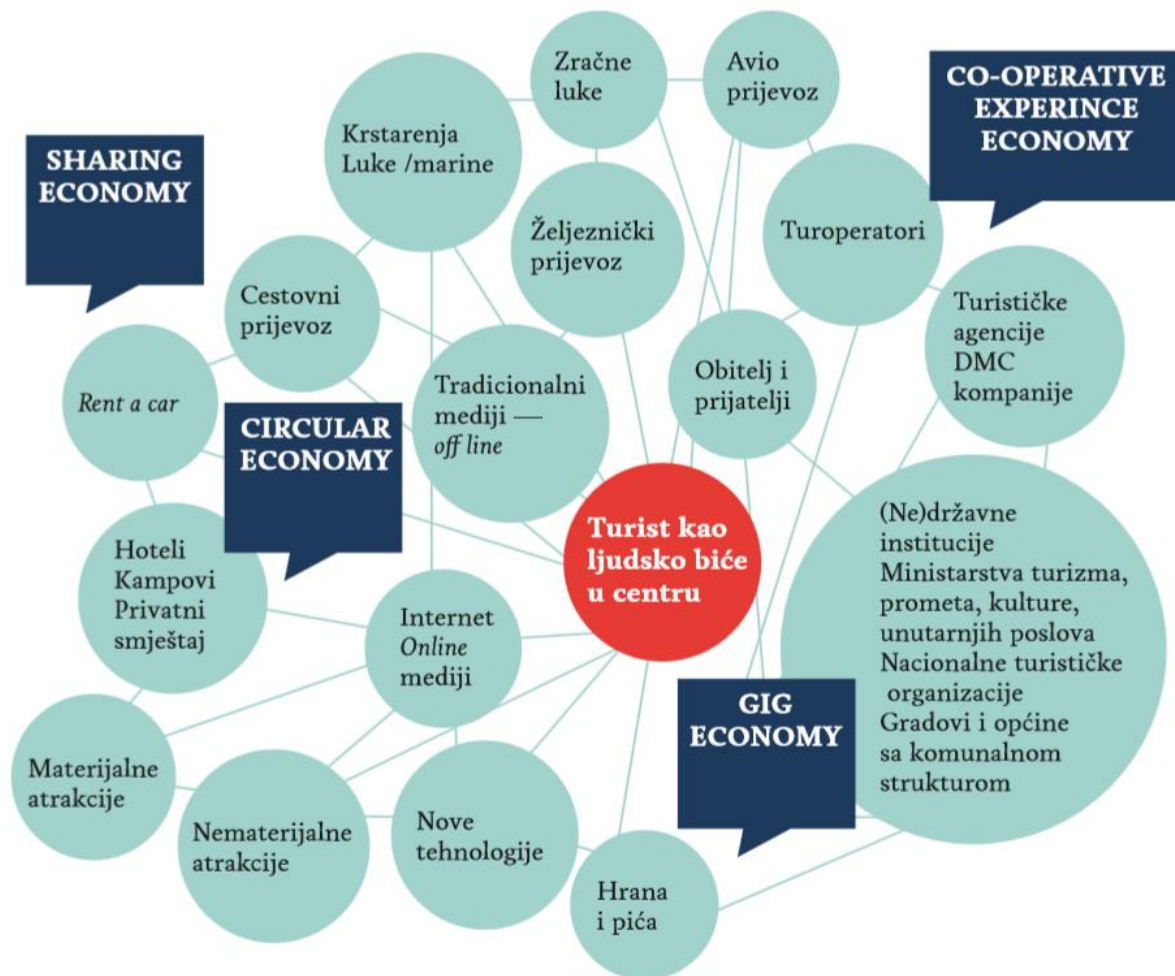 Zračne
luke
Avio
prijevoz
CO-OPERATIVE
EXPERINCE
ECONOMY
SHARING
ECONOMY
Krstarenja
Luke /marine
Željeznički
prijevoz
Turoperatori
Cestovni
prijevoz
Turističke
agencije
DMC
kompanije
Rent a car
Tradicionalni
mediji —
off line
Obitelj i
prijatelji
CIRCULAR
ECONOMY
Turist kao
ljudsko biće
u centru
(Ne)državne
institucije
Ministarstva turizma,
prometa, kulture,
unutarnjih poslova
Nacionalne turističke
organizacije
Gradovi i općine
sa komunalnom
strukturom
Hoteli
Kampovi
Privatni
smještaj
Internet
Online
mediji
GIG
ECONOMY
Materijalne
atrakcije
Nematerijalne
atrakcije
Nove
tehnologije
Hrana
i pića